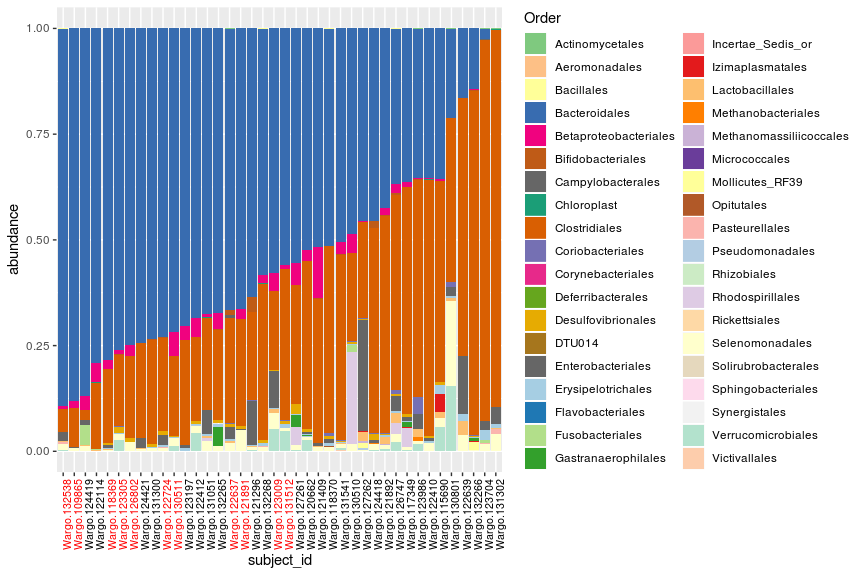 1.00
0.75
0.50
0.25
0.00
abundance
Wargo.132538
Wargo.109865
Wargo.124419
Wargo.122114
Wargo.118369
Wargo.123305
Wargo.126802
Wargo.124421
Wargo.131300
Wargo.122724
Wargo.130511
Wargo.123197
Wargo.122412
Wargo.131051
Wargo.132265
Wargo.122637
Wargo.121891
Wargo.121296
Wargo.132268
Wargo.123009
Wargo.131512
Wargo.127261
Wargo.120662
Wargo.121409
Wargo.118370
Wargo.131541
Wargo.130510
Wargo.127262
Wargo.124418
Wargo.121892
Wargo.126747
Wargo.117349
Wargo.123986
Wargo.122410
Wargo.115690
Wargo.130801
Wargo.122639
Wargo.132266
Wargo.123704
Wargo.131302
subject_id
Order
Actinomycetales
Aeromonadales
Bacillales
Bacteroidales
Betaproteobacteriales
Bifidobacteriales
Campylobacterales
Chloroplast
Clostridiales
Coriobacteriales
Corynebacteriales
Deferribacterales
Desulfovibrionales
DTU014
Enterobacteriales
Erysipelotrichales
Flavobacteriales
Fusobacteriales
Gastranaerophilales
Incertae_Sedis_or
Izimaplasmatales
Lactobacillales
Methanobacteriales
Methanomassiliicoccales
Micrococcales
Mollicutes_RF39
Opitutales
Pasteurellales
Pseudomonadales
Rhizobiales
Rhodospirillales
Rickettsiales
Selenomonadales
Solirubrobacterales
Sphingobacteriales
Synergistales
Verrucomicrobiales
Victivallales